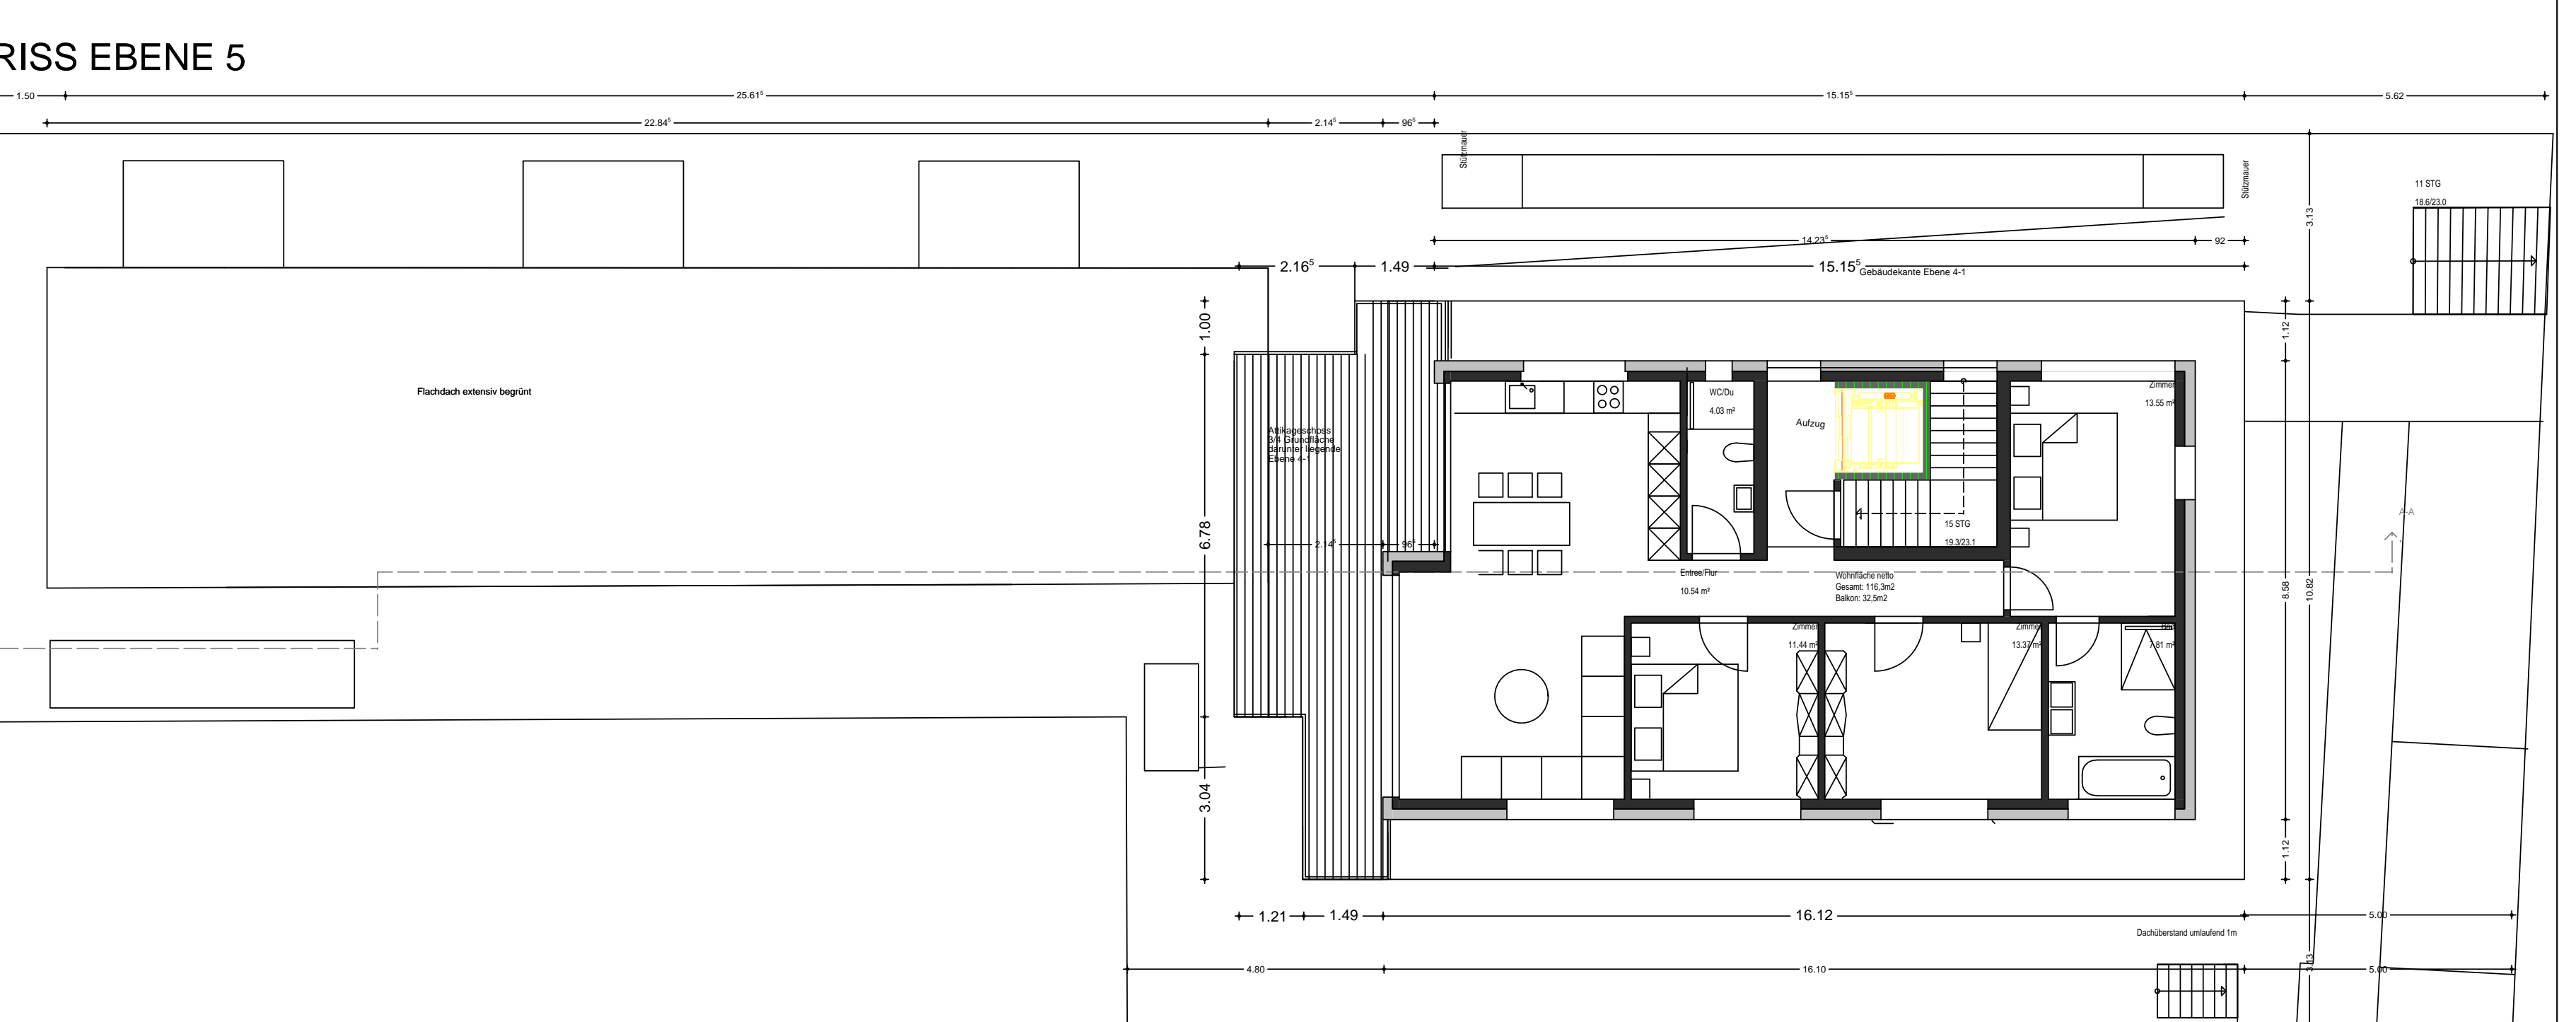 RISS EBENE 5
1.50
25.61⁵
15.15⁵
5.62
22.84⁵
2.14⁵
96⁵
Stützmauer
Stützmauer
11 STG
18.6/23.0
3.13
14.23⁵
92
2.16⁵
1.49
15.15⁵
Gebäudekante Ebene 4-1
1.00
1.12
Flachdach extensiv begrünt
Attikageschoss
3/4 Grundfläche
darunter liegende
Ebene 4-1
WC/Du
4.03 m²
Aufzug
Zimmer
13.55 m²
15 STG
19.3/23.1
A-A
6.78
2.14⁵
96⁵
Entree/Flur
10.54 m²
Wohnfläche netto
Gesamt: 116,3m2
Balkon: 32,5m2
8.58
10.82
Zimmer
11.44 m²
Zimmer
13.37 m²
Bad
7.81 m²
3.04
1.12
1.21
1.49
16.12
5.00
Dachüberstand umlaufend 1m
4.80
16.10
3.13
5.00